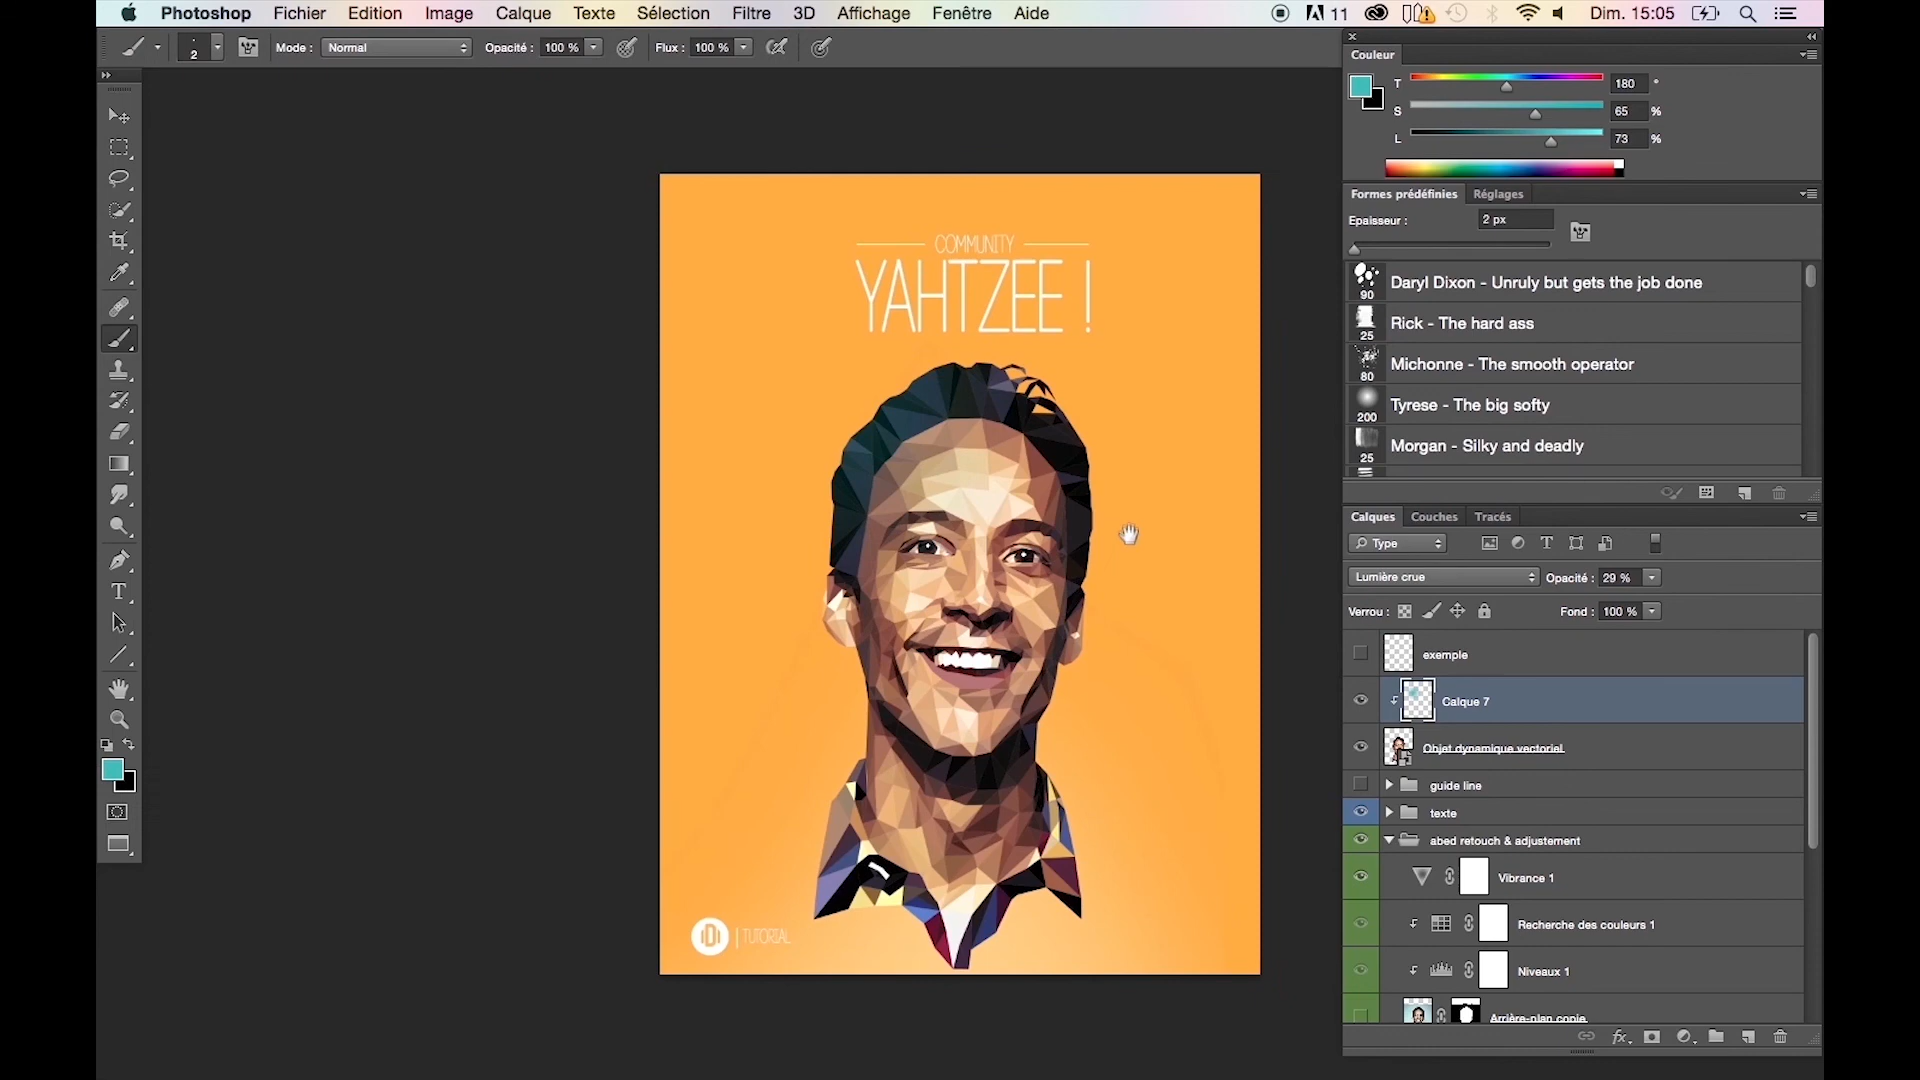 Photoshop Fichier Edition Image Calque Texte Sélection Filtre 3D Affichage Fenêtre Aide 11 Dim. 15:05
2 Mode : Normal Opacité : 100 % Flux : 100 %
Couleur
T 180 °
S 65 %
L 73 %
Formes prédéfinies Réglages
Epaisseur : 2 px
90 Daryl Dixon - Unruly but gets the job done
25 Rick - The hard ass
80 Michonne - The smooth operator
200 Tyrese - The big softy
25 Morgan - Silky and deadly
Calques Couches Tracés
Type
Lumière crue Opacité : 29 %
Verrou : Fond : 100 %
exemple
Calque 7
Objet dynamique vectoriel
guide line
texte
abed retouch & adjustement
Vibrance 1
Recherche des couleurs 1
Niveaux 1
Arrière-plan copie
fx
COMMUNITY
YAHTZEE !
TUTORIAL